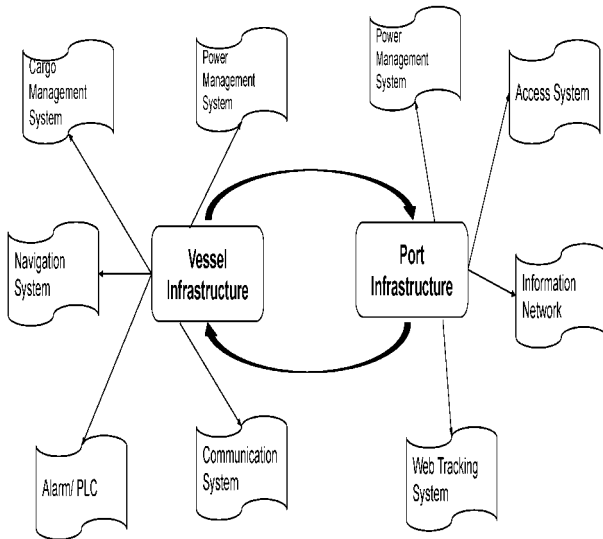 Cargo
Management
System
Power
Management
System
Power
Management
System
Access System
Navigation
System
Vessel
Infrastructure
Port
Infrastructure
Information
Network
Alarm/ PLC
Communication
System
Web Tracking
System